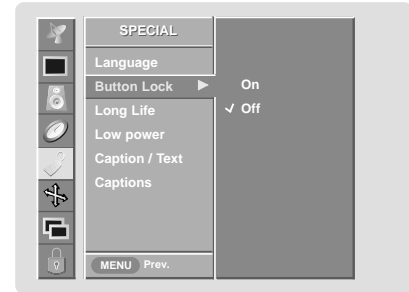 SPECIAL
Language
Button Lock
Long Life
Low power
Caption / Text
Captions
On
✓ Off
MENU Prev.